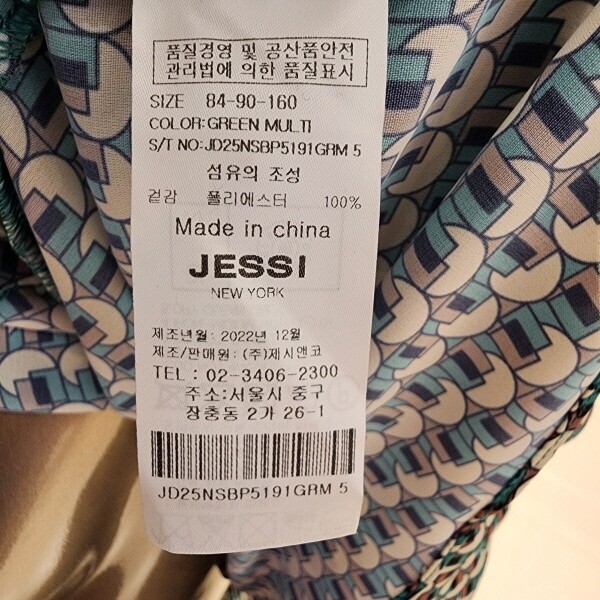 품질경영 및 공산품안전
관리법에 의한 품질표시
SIZE 84-90-160
COLOR:GREEN MULTI
S/T NO:JD25NSBP5191GRM 5
섬유의 조성
겉감 폴리에스터 100%
Made in china
JESSI
NEW YORK
제조년월: 2022년 12월
제조/판매원: (주)제시앤코
TEL : 02-3406-2300
주소:서울시 중구
장충동 2가 26-1
JD25NSBP5191GRM 5